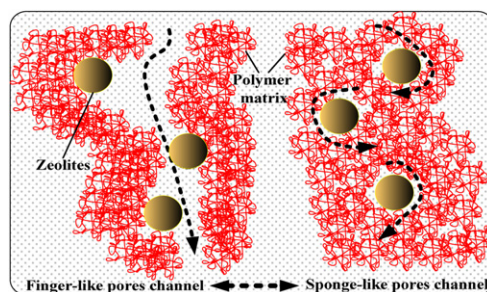 Polymer
matrix
Zeolites
Finger-like pores channel
Sponge-like pores channel